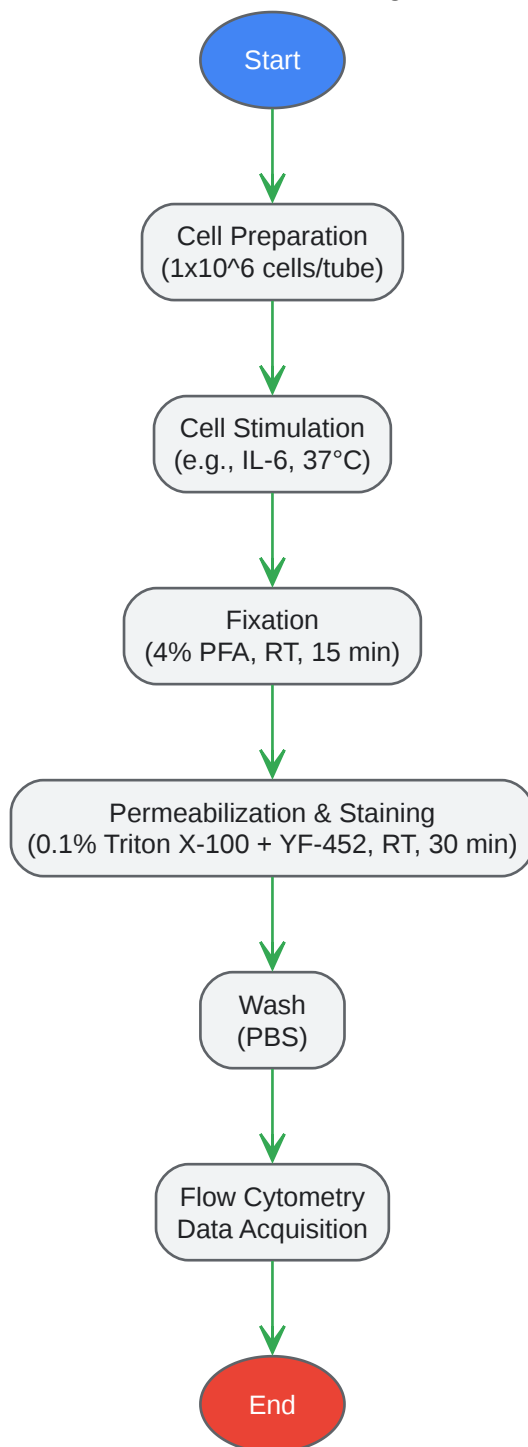 Start
Cell Preparation
(1x10^6 cells/tube)
Cell Stimulation
(e.g., IL-6, 37°C)
Fixation
(4% PFA, RT, 15 min)
Permeabilization & Staining
(0.1% Triton X-100 + YF-452, RT, 30 min)
Wash
(PBS)
Flow Cytometry
Data Acquisition
End